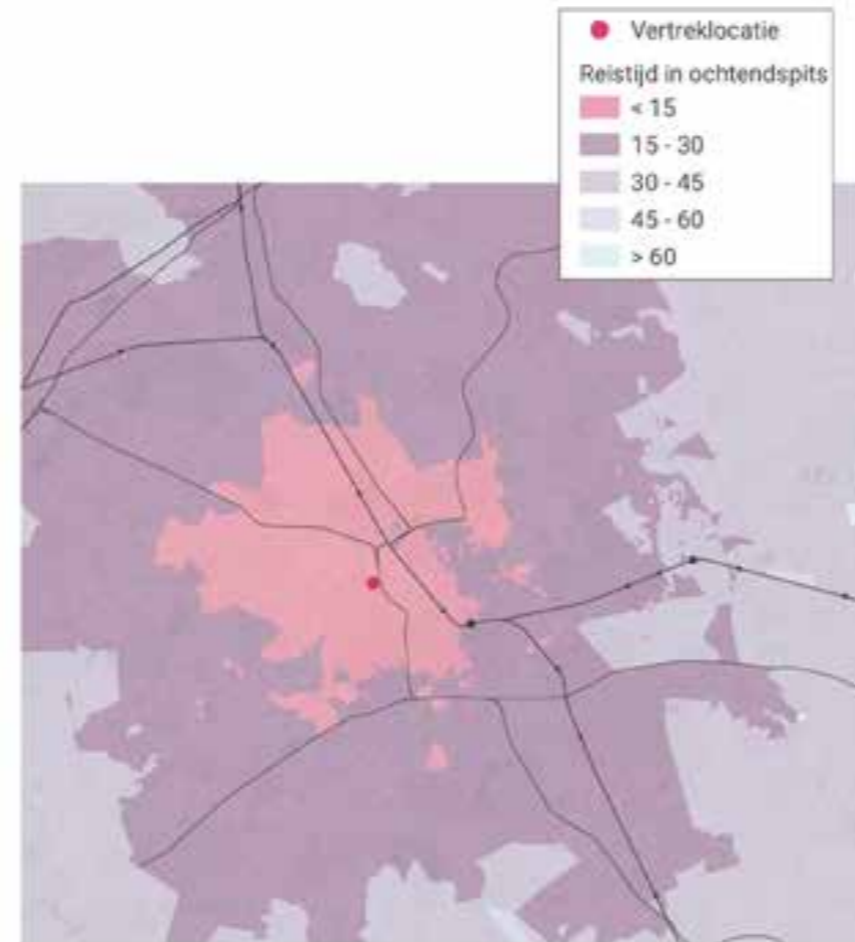 Vertreklocatie
Reistijd in ochtendspits
< 15
15 - 30
30 - 45
45 - 60
> 60